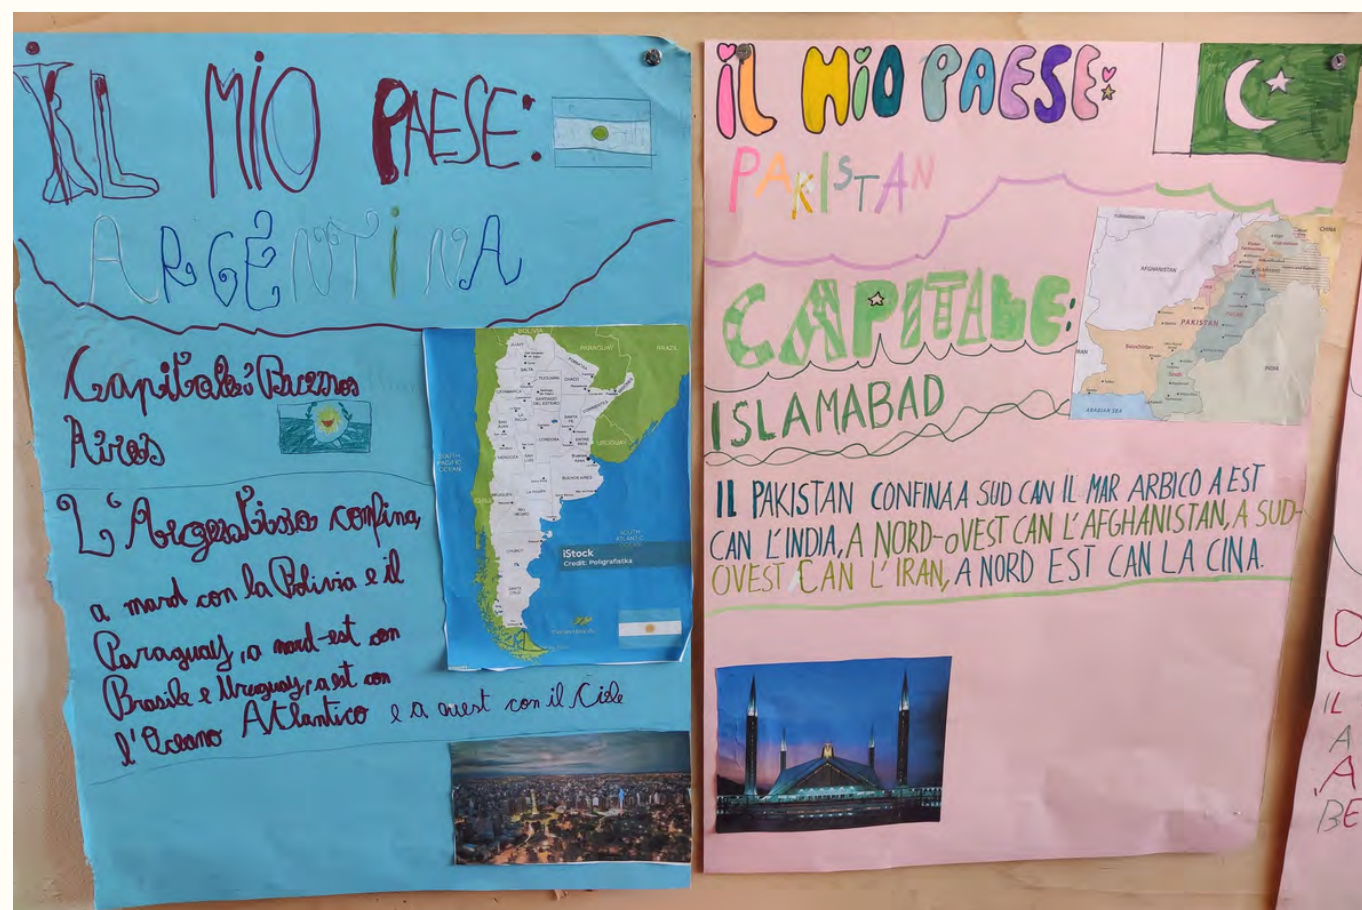 IL MIO PAESE:
ARGENTINA
Capitale: Buenos
Aires
L'Argentina confina,
a nord con la Bolivia e il
Paraguay, a nord-est con
Brasile e Uruguay, a est con
l'Oceano Atlantico e a ovest con il Cile
BOLIVIA
PARAGUAY
BRAZIL
URUGUAY
SOUTH
PACIFIC
OCEAN
SOUTH
ATLANTIC
OCEAN
iStock
Credit: Poligrafistka
IL MIO PAESE:
PAKISTAN
CAPITALE:
ISLAMABAD
AFGHANISTAN
CHINA
PAKISTAN
IRAN
INDIA
ARABIAN SEA
IL PAKISTAN CONFINA A SUD CAN IL MAR ARBICO A EST
CAN L'INDIA, A NORD-OVEST CAN L'AFGHANISTAN, A SUD-
OVEST CAN L'IRAN, A NORD EST CAN LA CINA.
IL
A
A
BE